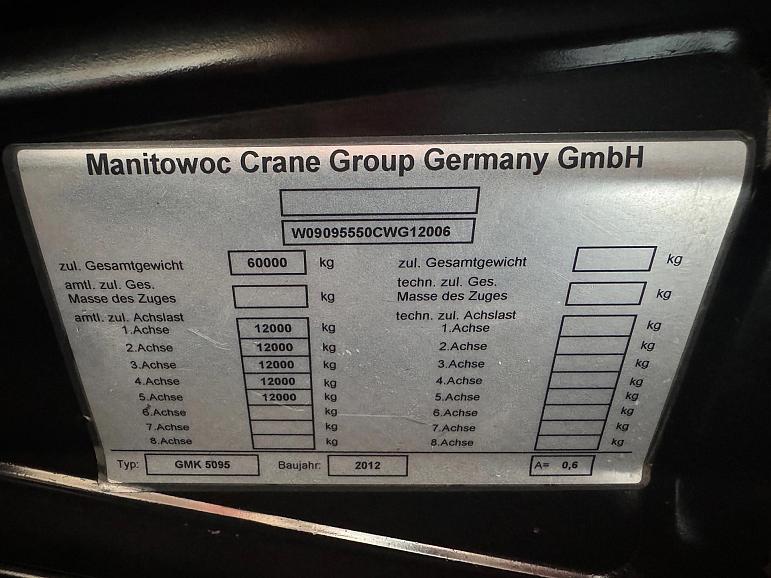 Manitowoc Crane Group Germany GmbH
W09095550CWG12006
zul. Gesamtgewicht 60000 kg zul. Gesamtgewicht kg
amtl. zul. Ges. techn. zul. Ges.
Masse des Zuges kg Masse des Zuges kg
amtl. zul. Achslast techn. zul. Achslast
1.Achse 12000 kg 1.Achse kg
2.Achse 12000 kg 2.Achse kg
3.Achse 12000 kg 3.Achse kg
4.Achse 12000 kg 4.Achse kg
5.Achse 12000 kg 5.Achse kg
6.Achse kg 6.Achse kg
7.Achse kg 7.Achse kg
8.Achse kg 8.Achse kg
Typ: GMK 5095 Baujahr: 2012 A= 0,6